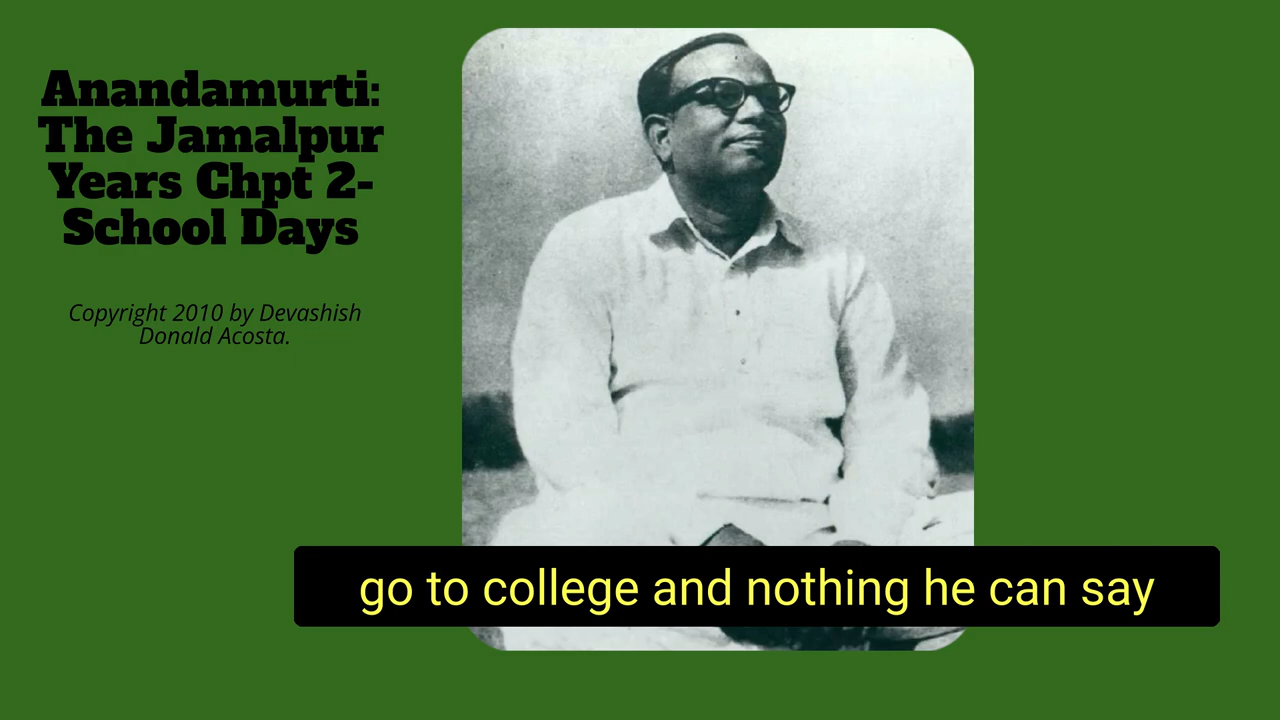 Anandamurti:
The Jamalpur
Years Chpt 2-
School Days
Copyright 2010 by Devashish
Donald Acosta.
go to college and nothing he can say